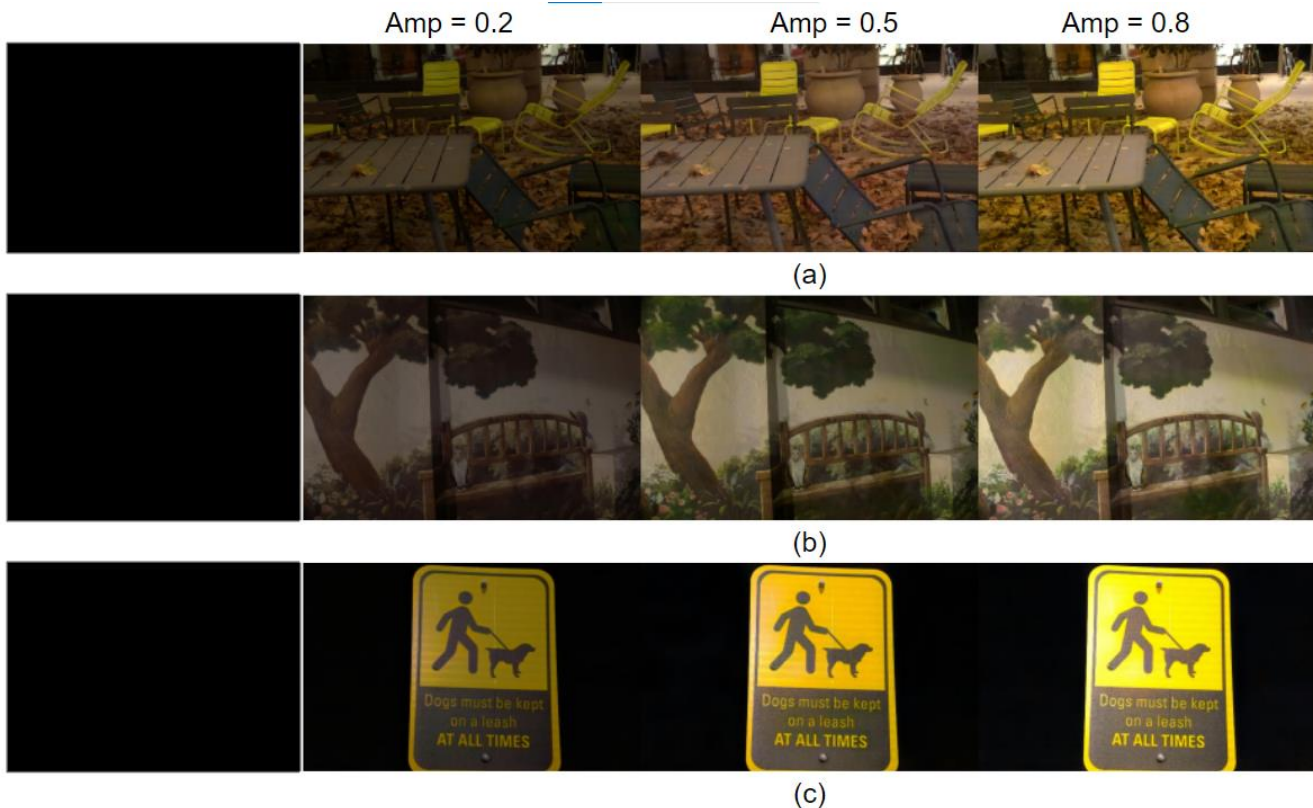 Amp = 0.2
Amp = 0.5
Amp = 0.8
(a)
(b)
Dogs must be kept
on a leash
AT ALL TIMES
Dogs must be kept
on a leash
AT ALL TIMES
Dogs must be kept
on a leash
AT ALL TIMES
(c)